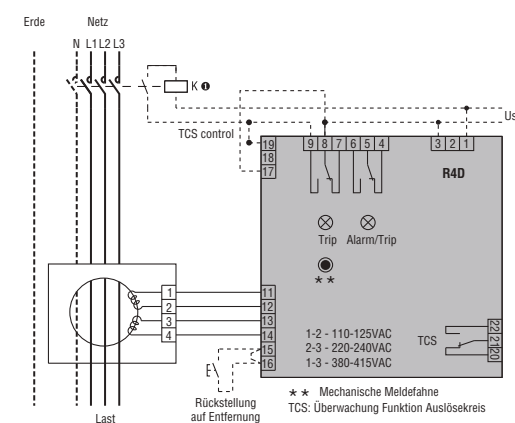 Erde Netz
N L1 L2 L3
K ❶
Us
TCS control
19
18
17
9 8 7 6 5 4
3 2 1
R4D
Trip Alarm/Trip
**
1
2
3
4
11
12
13
14
15
16
1-2 - 110-125VAC
2-3 - 220-240VAC
1-3 - 380-415VAC
TCS
22
21
20
E
Rückstellung
auf Entfernung
** Mechanische Meldefahne
TCS: Überwachung Funktion Auslösekreis
Last